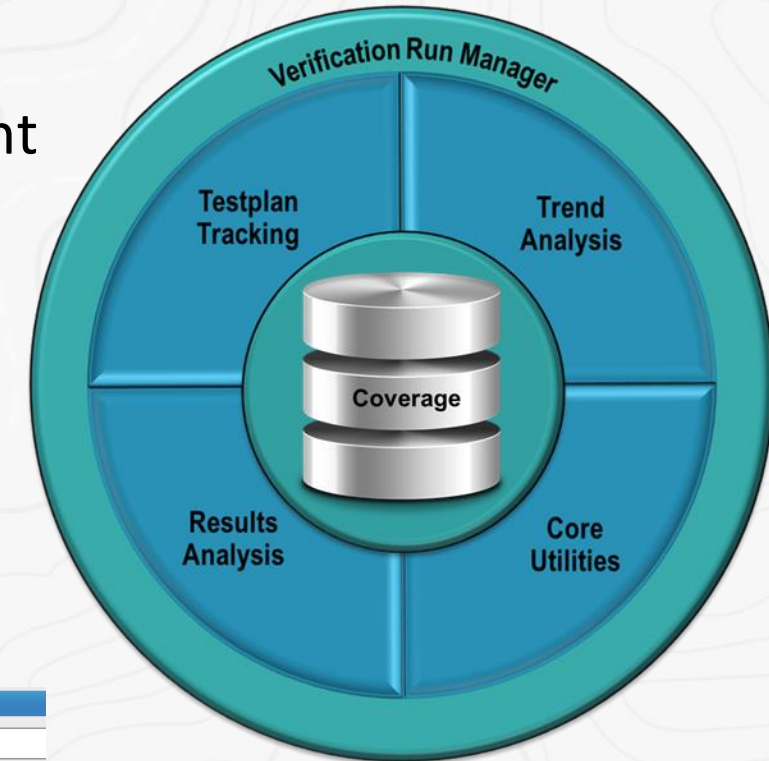 Verification Run Manager
Testplan
Tracking
Trend
Analysis
Coverage
Results
Analysis
Core
Utilities